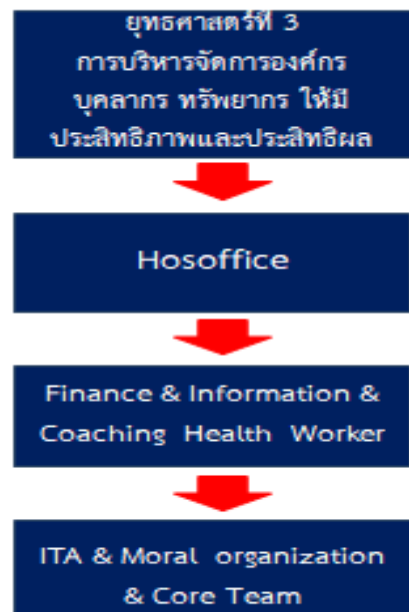 ยุทธศาสตร์ที่ 3
การบริหารจัดการองค์กร
บุคลากร ทรัพยากร ให้มี
ประสิทธิภาพและประสิทธิผล
Hosoffice
Finance & Information &
Coaching Health Worker
ITA & Moral organization
& Core Team